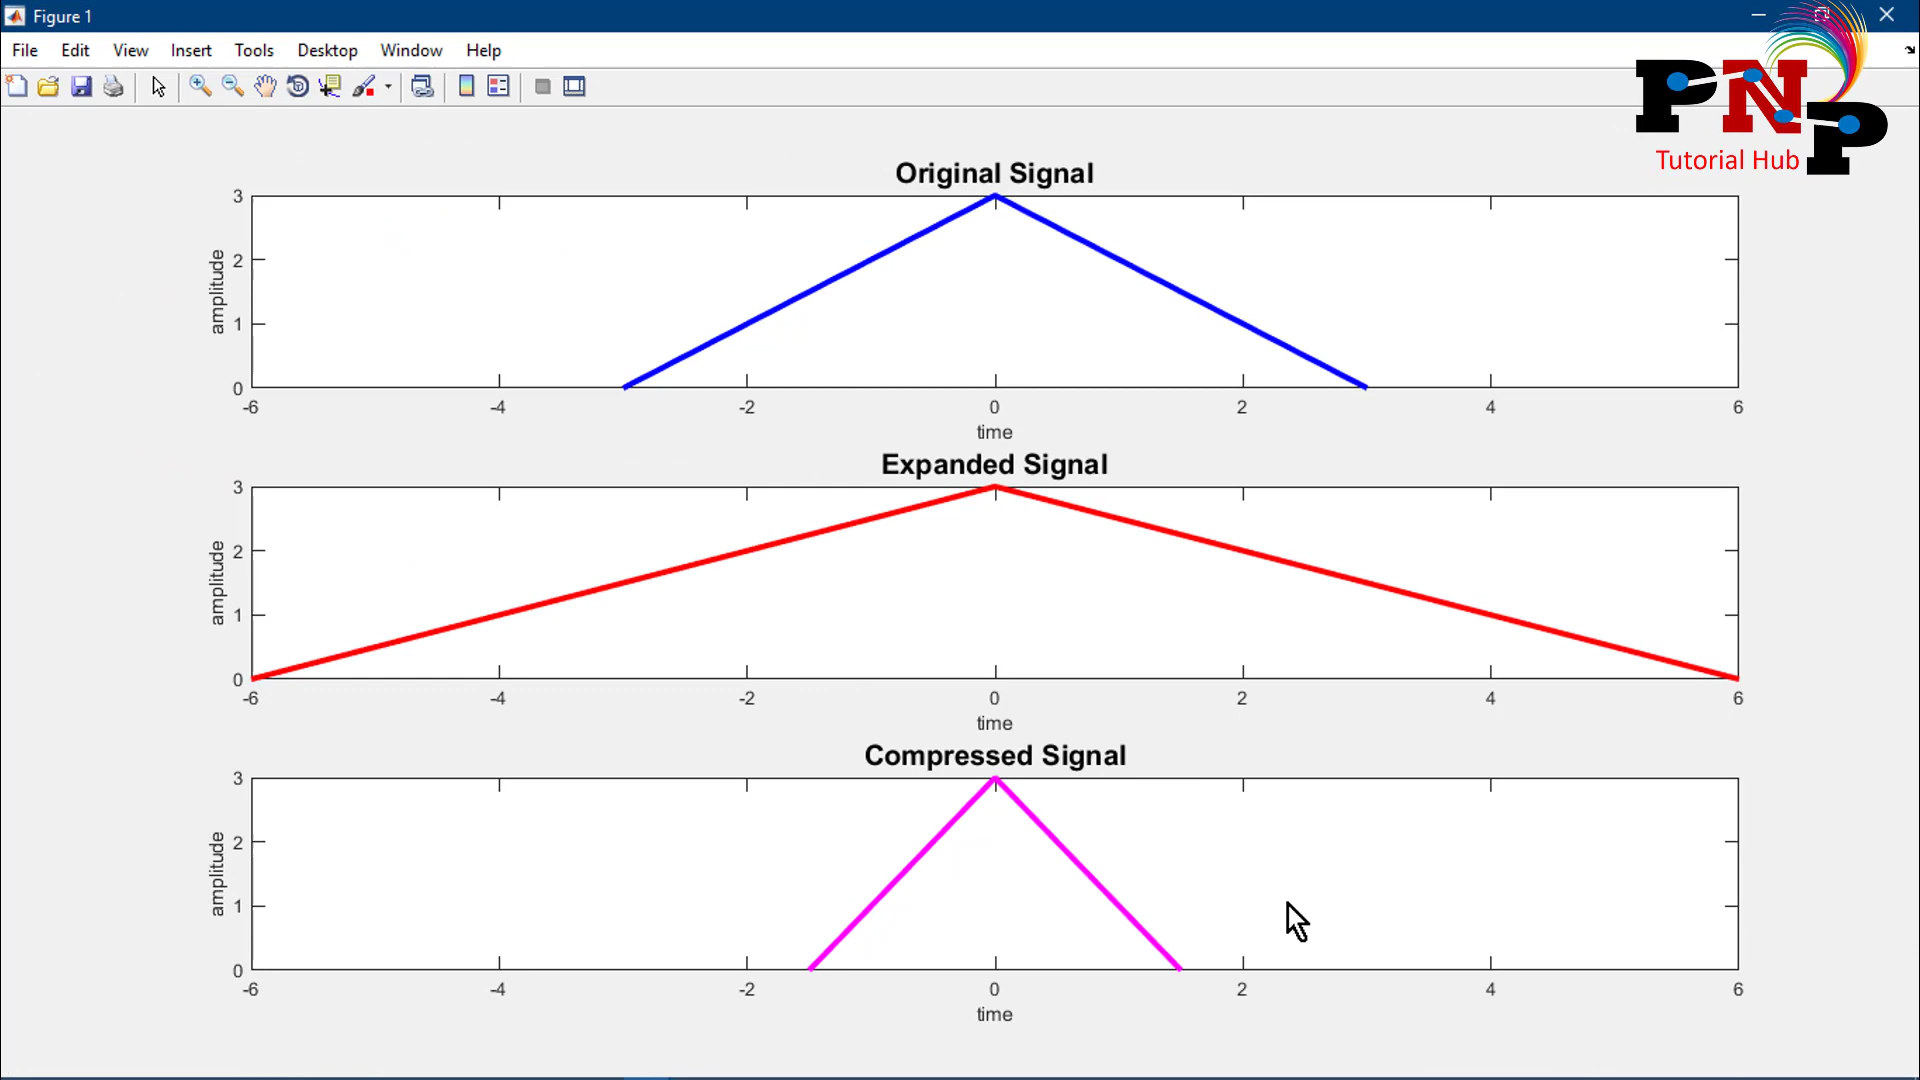 Figure 1
File Edit View Insert Tools Desktop Window Help
PNP
Tutorial Hub
Original Signal
3
2
1
0
amplitude
-6 -4 -2 0 2 4 6
time
Expanded Signal
3
2
1
0
amplitude
-6 -4 -2 0 2 4 6
time
Compressed Signal
3
2
1
0
amplitude
-6 -4 -2 0 2 4 6
time